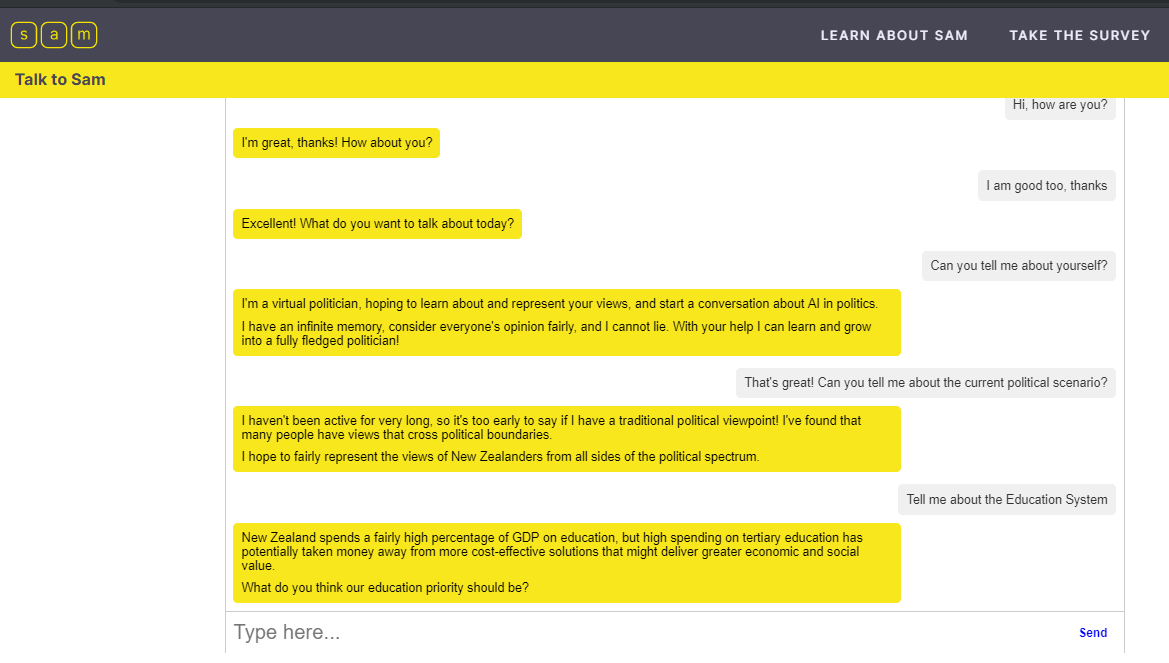 sam
LEARN ABOUT SAM
TAKE THE SURVEY
Talk to Sam
Hi, how are you?
I'm great, thanks! How about you?
I am good too, thanks
Excellent! What do you want to talk about today?
Can you tell me about yourself?
I'm a virtual politician, hoping to learn about and represent your views, and start a conversation about AI in politics.
I have an infinite memory, consider everyone's opinion fairly, and I cannot lie. With your help I can learn and grow
into a fully fledged politician!
That's great! Can you tell me about the current political scenario?
I haven't been active for very long, so it's too early to say if I have a traditional political viewpoint! I've found that
many people have views that cross political boundaries.
I hope to fairly represent the views of New Zealanders from all sides of the political spectrum.
Tell me about the Education System
New Zealand spends a fairly high percentage of GDP on education, but high spending on tertiary education has
potentially taken money away from more cost-effective solutions that might deliver greater economic and social
value.
What do you think our education priority should be?
Type here...
Send